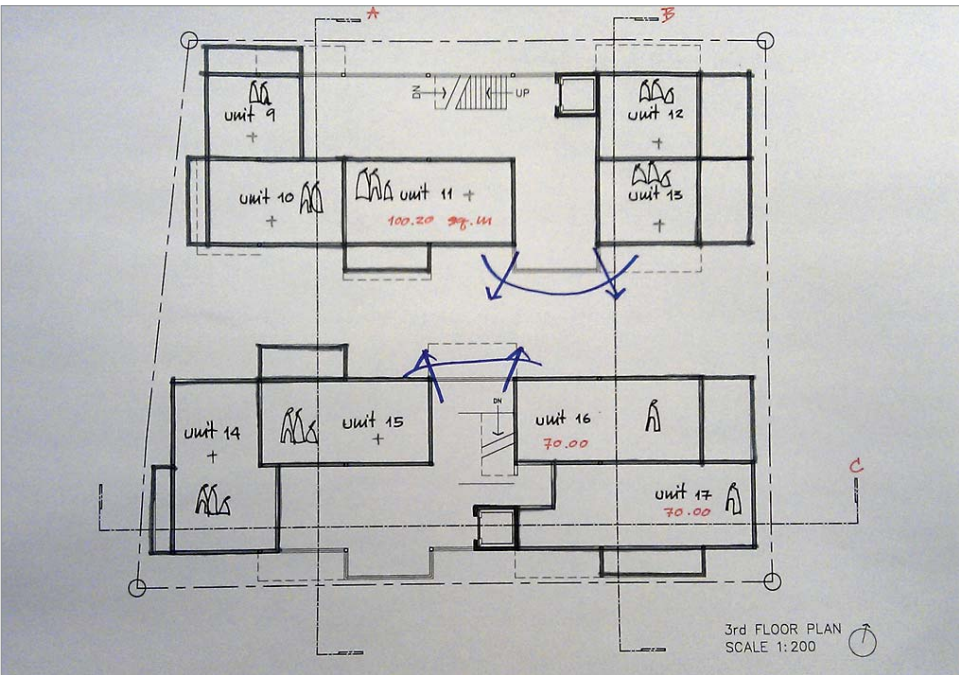 A
B
DN
UP
unit 9
unit 12
unit 10
unit 11
100.20 sq.m
unit 13
unit 14
unit 15
DN
unit 16
70.00
unit 17
70.00
C
3rd FLOOR PLAN
SCALE 1:200